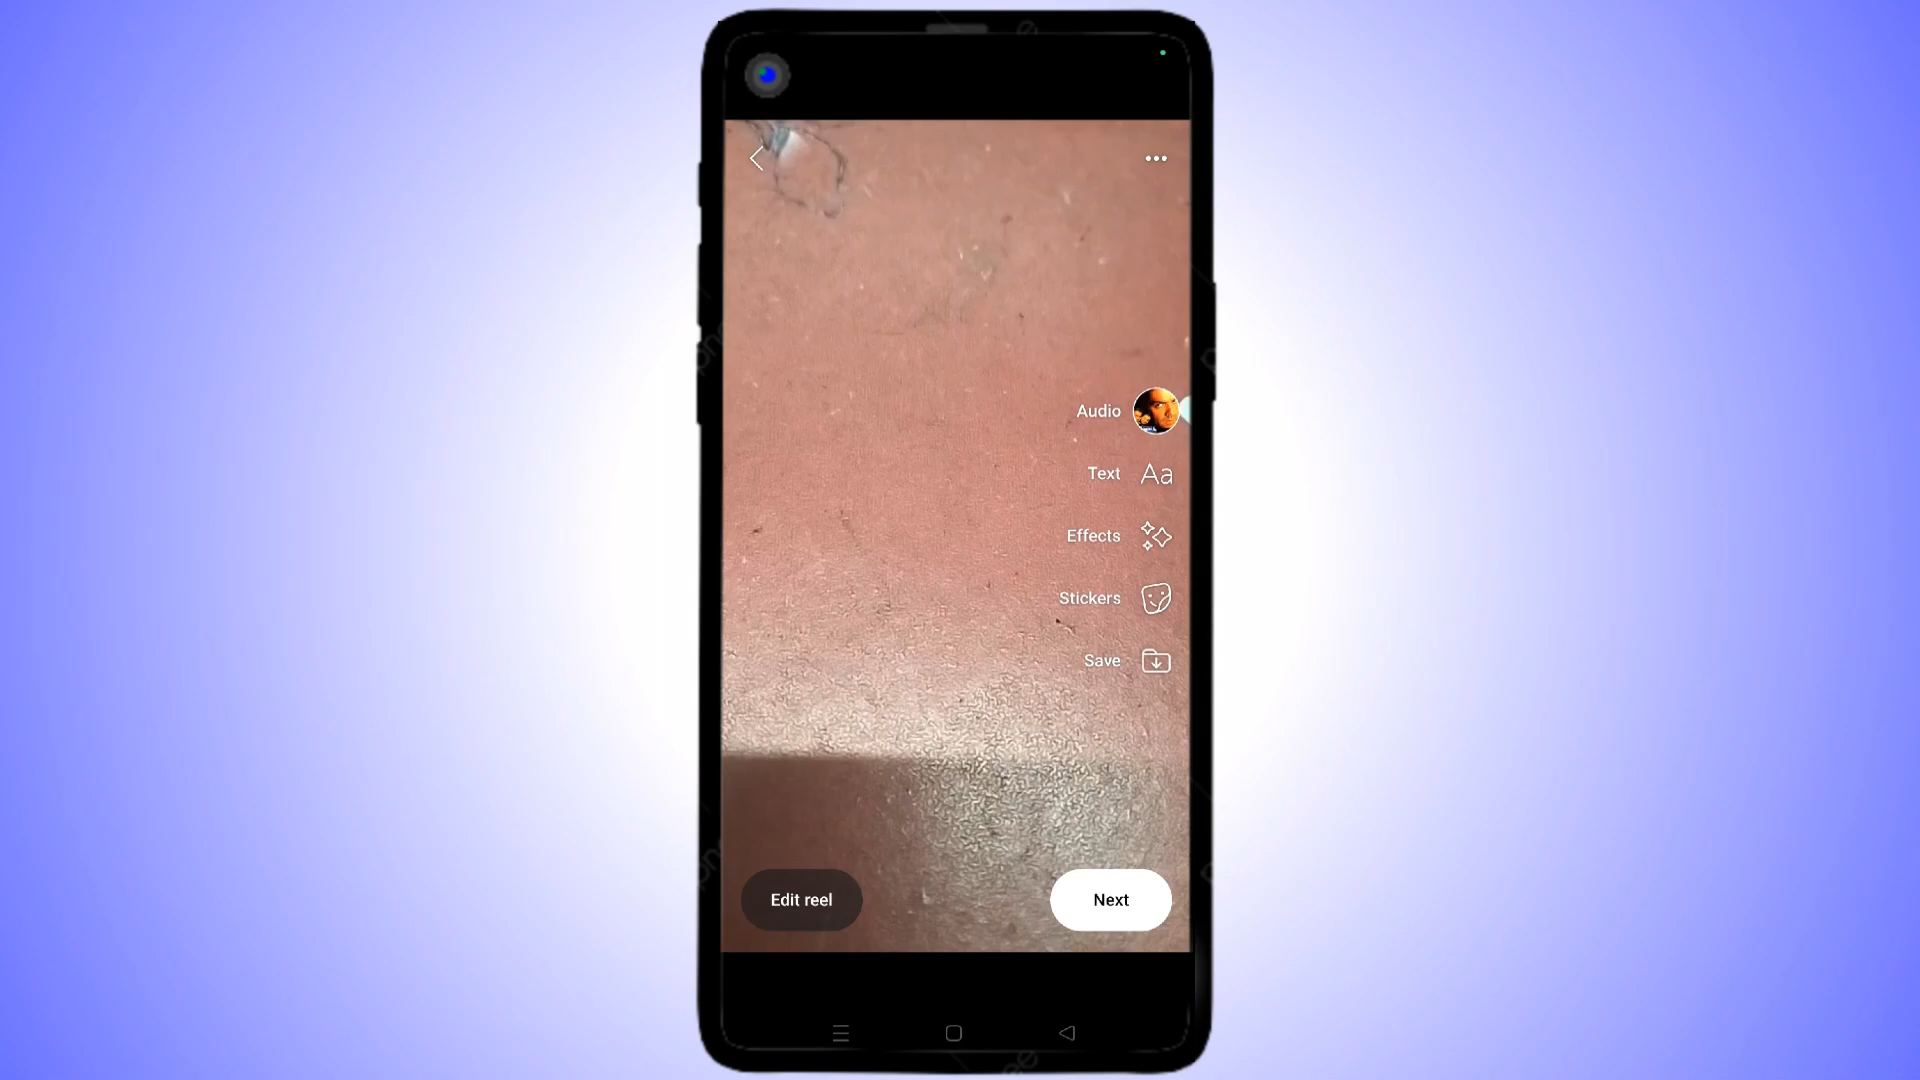 Audio
Text Aa
Effects
Stickers
Save
Edit reel
Next